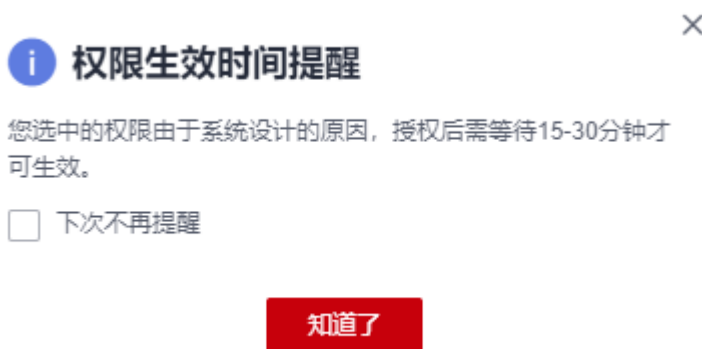 权限生效时间提醒
您选中的权限由于系统设计的原因，授权后需等待15-30分钟才
可生效。
下次不再提醒
知道了